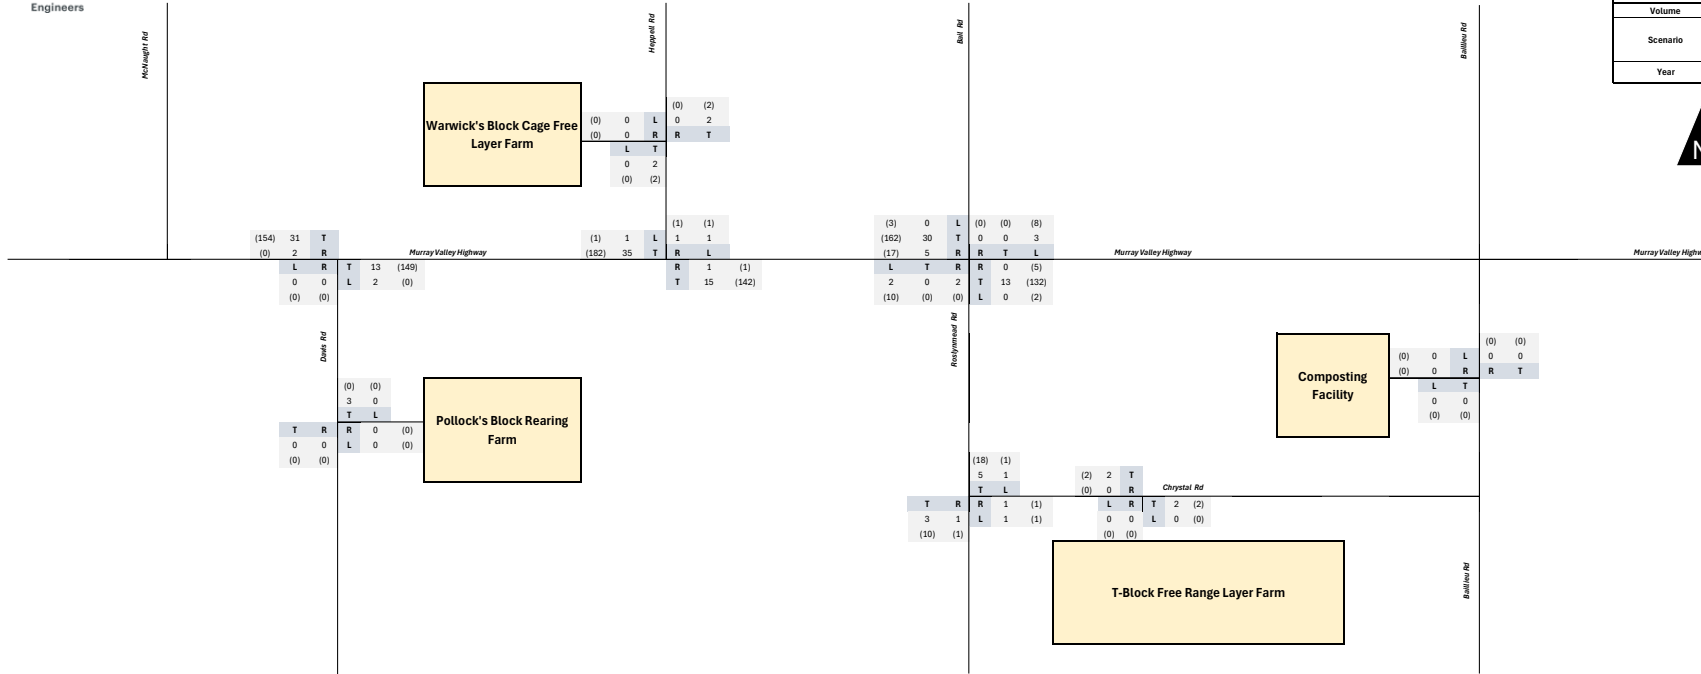 Engineers
Volume
Scenario
Year
N
McNaught Rd
Heppell Rd
Ball Rd
Baillieu Rd
Warwick's Block Cage Free
Layer Farm
(0) (2)
(0) 0 L 0 2
(0) 0 R R T
L T
0 2
(0) (2)
(154) 31 T
(0) 2 R
L R T 13 (149)
0 0 L 2 (0)
(0) (0)
Murray Valley Highway
(1) (1)
(1) 1 L 1 1
(182) 35 T R L
R 1 (1)
T 15 (142)
(3) 0 L (0) (0) (8)
(162) 30 T 0 0 3
(17) 5 R R T L
L T R R 0 (5)
2 0 2 T 13 (132)
(10) (0) (0) L 0 (2)
Murray Valley Highway
Murray Valley Highw
Davis Rd
Roslynmead Rd
(0) (0)
3 0
T L
T R R 0 (0)
0 0 L 0 (0)
(0) (0)
Pollock's Block Rearing
Farm
Composting
Facility
(0) (0)
(0) 0 L 0 0
(0) 0 R R T
L T
0 0
(0) (0)
(18) (1)
5 1
T L
T R R 1 (1)
3 1 L 1 (1)
(10) (1)
(2) 2 T
(0) 0 R
L R T 2 (2)
0 0 L 0 (0)
(0) (0)
Chrystal Rd
T-Block Free Range Layer Farm
Baillieu Rd